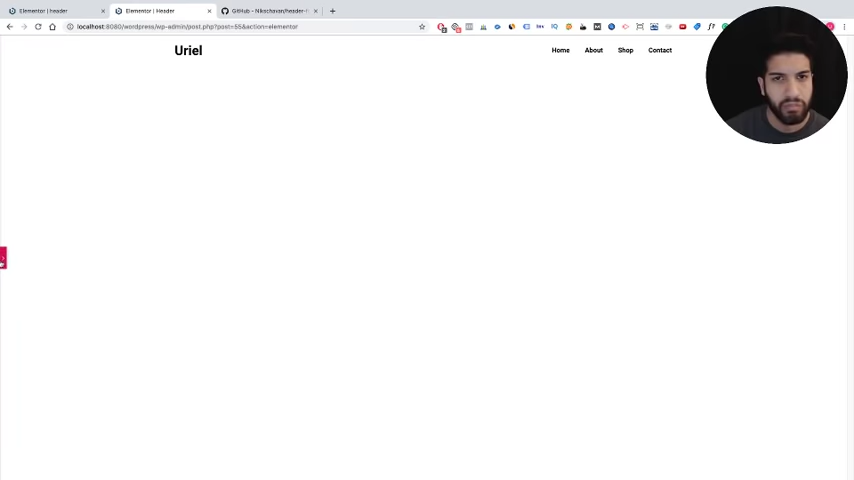 Elementor | header
Elementor | Header
GitHub - Nikschavan/header-f
localhost:8080/wordpress/wp-admin/post.php?post=55&action=elementor
Uriel
Home
About
Shop
Contact